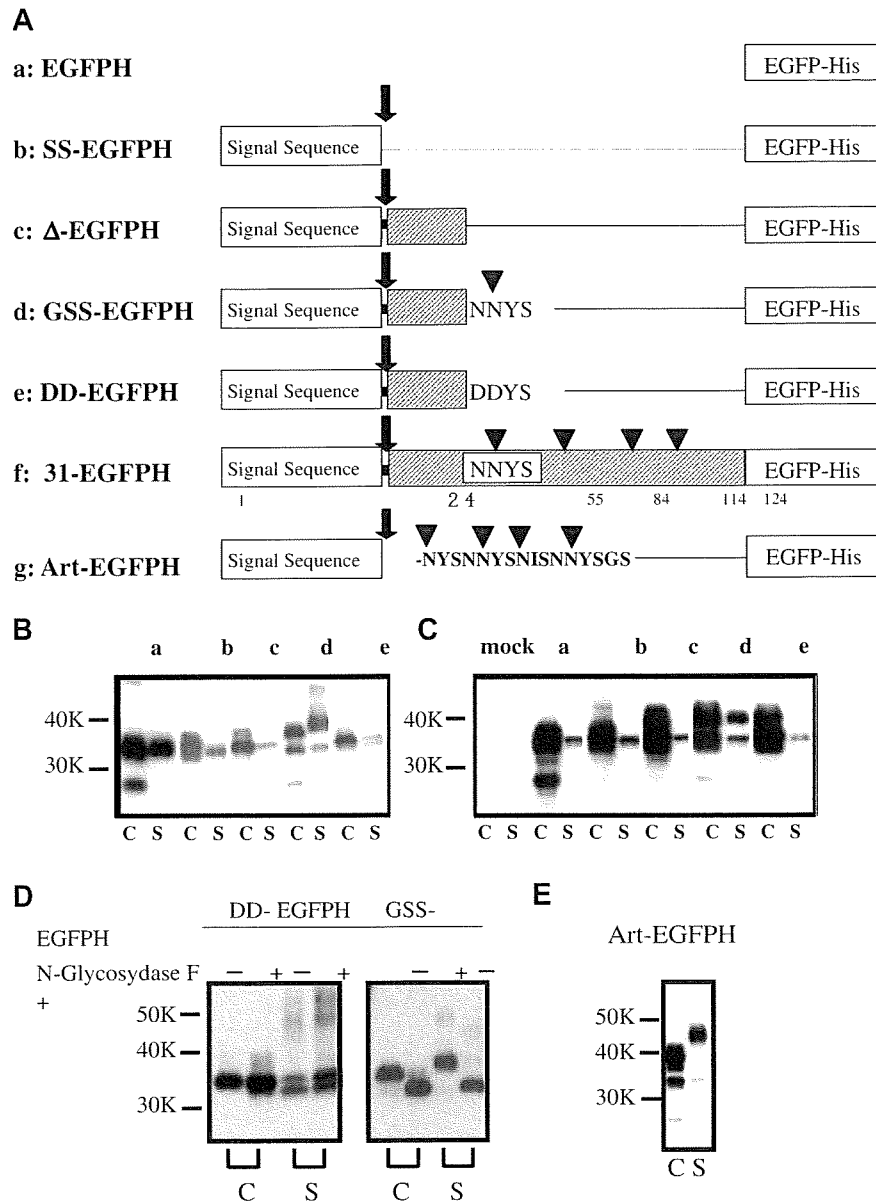 A
a: EGFPH EGFP-His
b: SS-EGFPH Signal Sequence EGFP-His
c: Δ-EGFPH Signal Sequence EGFP-His
d: GSS-EGFPH Signal Sequence NNYS EGFP-His
e: DD-EGFPH Signal Sequence DDYS EGFP-His
f: 31-EGFPH Signal Sequence NNYS EGFP-His
1 24 55 84 114 124
g: Art-EGFPH Signal Sequence -NYSNNYSNISNNYSGS EGFP-His
B
a b c d e
40K
30K
C S C S C S C S C S
C
mock a b c d e
40K
30K
C S C S C S C S C S C S
D
DD- EGFPH GSS-
EGFPH
N-Glycosydase F − + − + − + −
+
50K
40K
30K
C S C S
E
Art-EGFPH
50K
40K
30K
C S